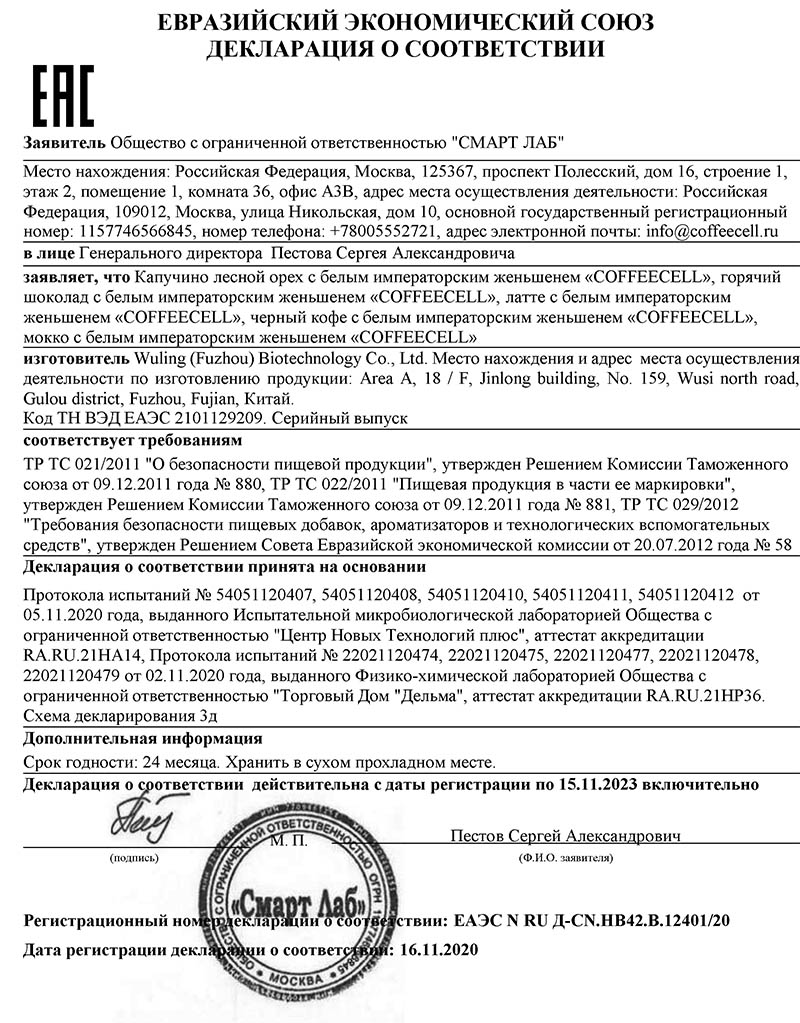 ЕВРАЗИЙСКИЙ ЭКОНОМИЧЕСКИЙ СОЮЗ
ДЕКЛАРАЦИЯ О СООТВЕТСТВИИ
ЕАС
Заявитель Общество с ограниченной ответственностью "СМАРТ ЛАБ"
Место нахождения: Российская Федерация, Москва, 125367, проспект Полесский, дом 16, строение 1,
этаж 2, помещение 1, комната 36, офис А3В, адрес места осуществления деятельности: Российская
Федерация, 109012, Москва, улица Никольская, дом 10, основной государственный регистрационный
номер: 1157746566845, номер телефона: +78005552721, адрес электронной почты: info@coffeecell.ru
в лице Генерального директора Пестова Сергея Александровича
заявляет, что Капучино лесной орех с белым императорским женьшенем «COFFEECELL», горячий
шоколад с белым императорским женьшенем «COFFEECELL», латте с белым императорским
женьшенем «COFFEECELL», черный кофе с белым императорским женьшенем «COFFEECELL»,
мокко с белым императорским женьшенем «COFFEECELL»
изготовитель Wuling (Fuzhou) Biotechnology Co., Ltd. Место нахождения и адрес места осуществления
деятельности по изготовлению продукции: Area A, 18 / F, Jinlong building, No. 159, Wusi north road,
Gulou district, Fuzhou, Fujian, Китай.
Код ТН ВЭД ЕАЭС 2101129209. Серийный выпуск
соответствует требованиям
ТР ТС 021/2011 "О безопасности пищевой продукции", утвержден Решением Комиссии Таможенного
союза от 09.12.2011 года № 880, ТР ТС 022/2011 "Пищевая продукция в части ее маркировки",
утвержден Решением Комиссии Таможенного союза от 09.12.2011 года № 881, ТР ТС 029/2012
"Требования безопасности пищевых добавок, ароматизаторов и технологических вспомогательных
средств", утвержден Решением Совета Евразийской экономической комиссии от 20.07.2012 года № 58
Декларация о соответствии принята на основании
Протокола испытаний № 54051120407, 54051120408, 54051120410, 54051120411, 54051120412 от
05.11.2020 года, выданного Испытательной микробиологической лабораторией Общества с
ограниченной ответственностью "Центр Новых Технологий плюс", аттестат аккредитации
RA.RU.21НА14, Протокола испытаний № 22021120474, 22021120475, 22021120477, 22021120478,
22021120479 от 02.11.2020 года, выданного Физико-химической лабораторией Общества с
ограниченной ответственностью "Торговый Дом "Дельма", аттестат аккредитации RA.RU.21НР36.
Схема декларирования 3д
Дополнительная информация
Срок годности: 24 месяца. Хранить в сухом прохладном месте.
Декларация о соответствии действительна с даты регистрации по 15.11.2023 включительно
М. П.
Пестов Сергей Александрович
(подпись)
(Ф.И.О. заявителя)
ОБЩЕСТВО С ОГРАНИЧЕННОЙ ОТВЕТСТВЕННОСТЬЮ ОГРН 1157746566845
«Смарт Лаб»
МОСКВА
Регистрационный номер декларации о соответствии: ЕАЭС N RU Д-CN.НВ42.В.12401/20
Дата регистрации декларации о соответствии: 16.11.2020